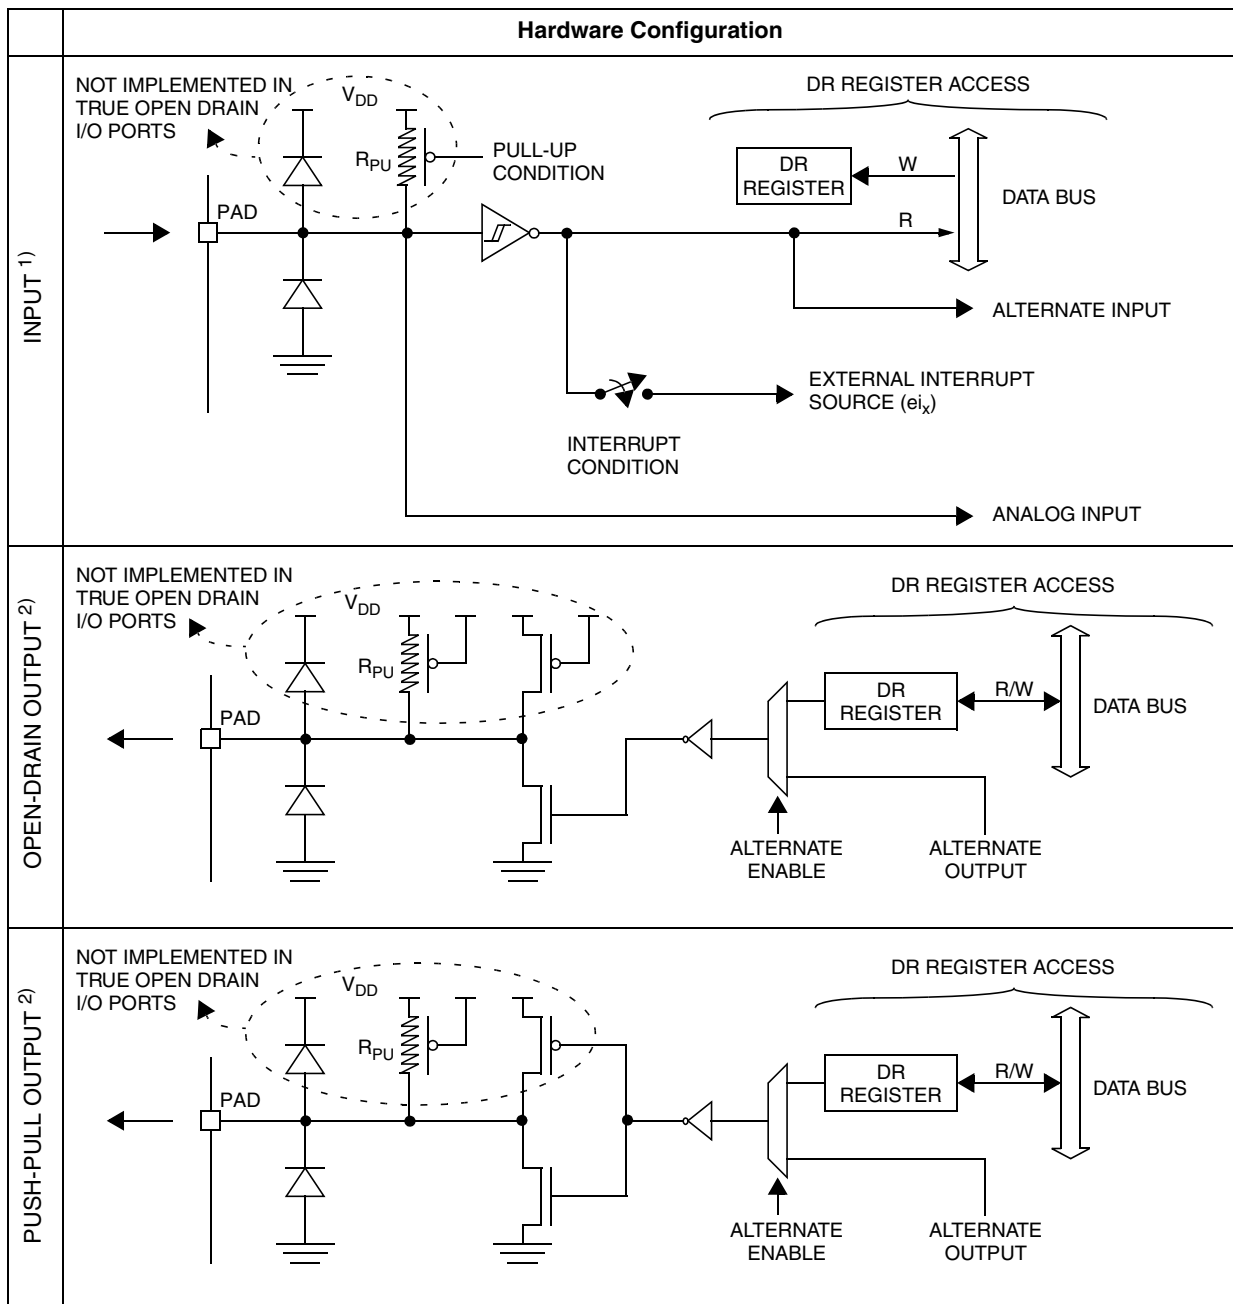 Hardware Configuration
INPUT 1)
NOT IMPLEMENTED IN
TRUE OPEN DRAIN
I/O PORTS
VDD
RPU
PULL-UP
CONDITION
PAD
DR REGISTER ACCESS
DR
REGISTER
W
R
DATA BUS
ALTERNATE INPUT
EXTERNAL INTERRUPT
SOURCE (eix)
INTERRUPT
CONDITION
ANALOG INPUT
OPEN-DRAIN OUTPUT 2)
NOT IMPLEMENTED IN
TRUE OPEN DRAIN
I/O PORTS
VDD
RPU
PAD
DR REGISTER ACCESS
DR
REGISTER
R/W
DATA BUS
ALTERNATE
ENABLE
ALTERNATE
OUTPUT
PUSH-PULL OUTPUT 2)
NOT IMPLEMENTED IN
TRUE OPEN DRAIN
I/O PORTS
VDD
RPU
PAD
DR REGISTER ACCESS
DR
REGISTER
R/W
DATA BUS
ALTERNATE
ENABLE
ALTERNATE
OUTPUT